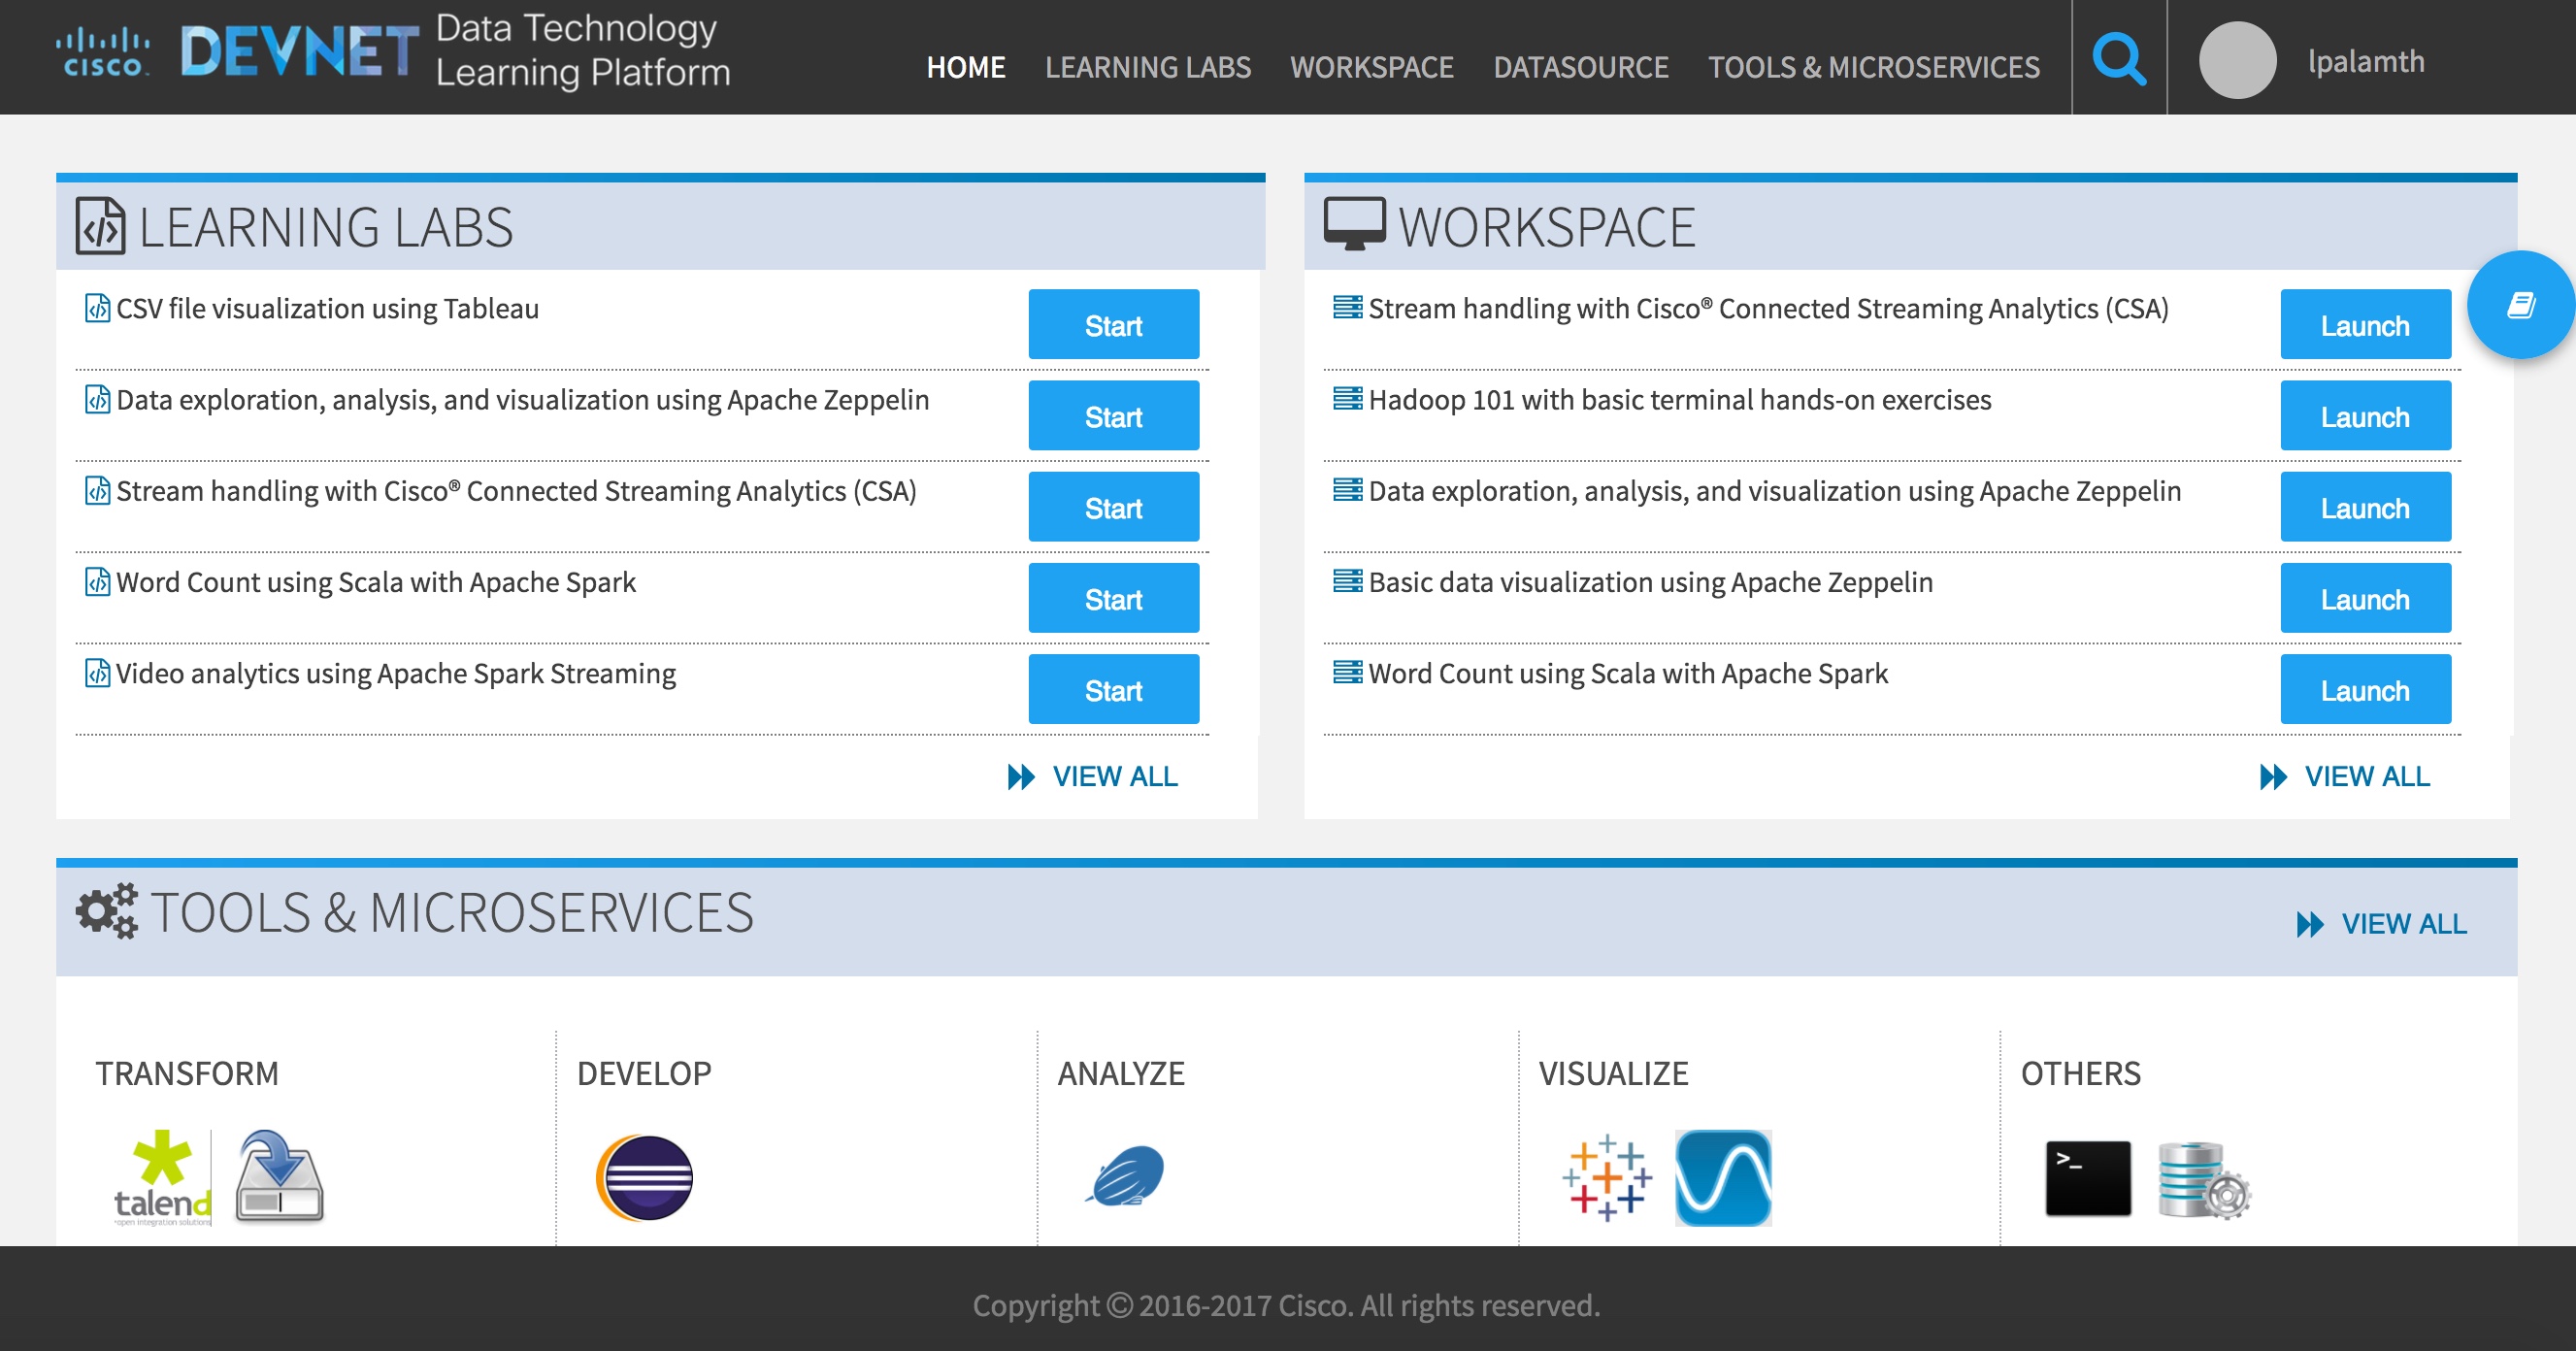 CISCO
DEVNET
Data Technology
Learning Platform
HOME
LEARNING LABS
WORKSPACE
DATASOURCE
TOOLS & MICROSERVICES
lpalamth
LEARNING LABS
CSV file visualization using Tableau
Start
Data exploration, analysis, and visualization using Apache Zeppelin
Start
Stream handling with Cisco® Connected Streaming Analytics (CSA)
Start
Word Count using Scala with Apache Spark
Start
Video analytics using Apache Spark Streaming
Start
VIEW ALL
WORKSPACE
Stream handling with Cisco® Connected Streaming Analytics (CSA)
Launch
Hadoop 101 with basic terminal hands-on exercises
Launch
Data exploration, analysis, and visualization using Apache Zeppelin
Launch
Basic data visualization using Apache Zeppelin
Launch
Word Count using Scala with Apache Spark
Launch
VIEW ALL
TOOLS & MICROSERVICES
VIEW ALL
TRANSFORM
talend
*open integration solutions
DEVELOP
ANALYZE
VISUALIZE
OTHERS
>_
Copyright © 2016-2017 Cisco. All rights reserved.